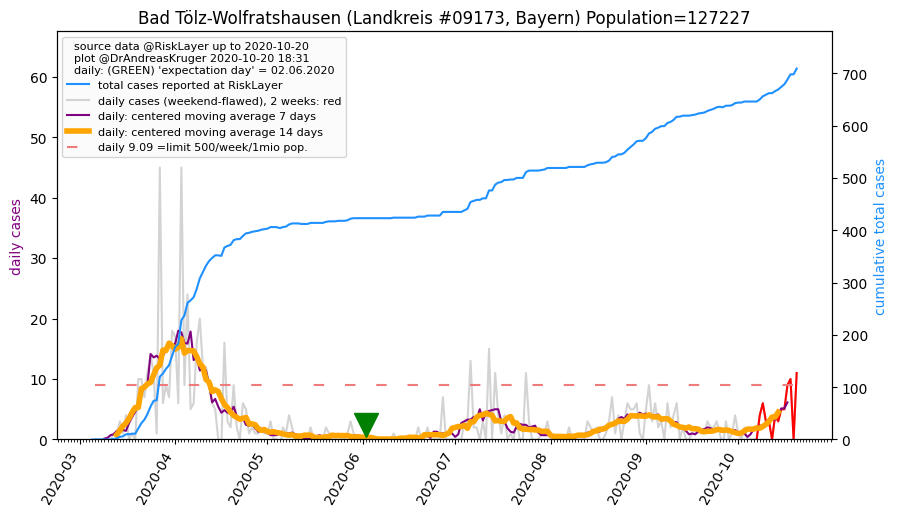 Bad Tölz-Wolfratshausen (Landkreis #09173, Bayern) Population=127227
source data @RiskLayer up to 2020-10-20
plot @DrAndreasKruger 2020-10-20 18:31
daily: (GREEN) 'expectation day' = 02.06.2020
total cases reported at RiskLayer
daily cases (weekend-flawed), 2 weeks: red
daily: centered moving average 7 days
daily: centered moving average 14 days
daily 9.09 =limit 500/week/1mio pop.
daily cases
60
50
40
30
20
10
0
cumulative total cases
700
600
500
400
300
200
100
0
2020-03
2020-04
2020-05
2020-06
2020-07
2020-08
2020-09
2020-10